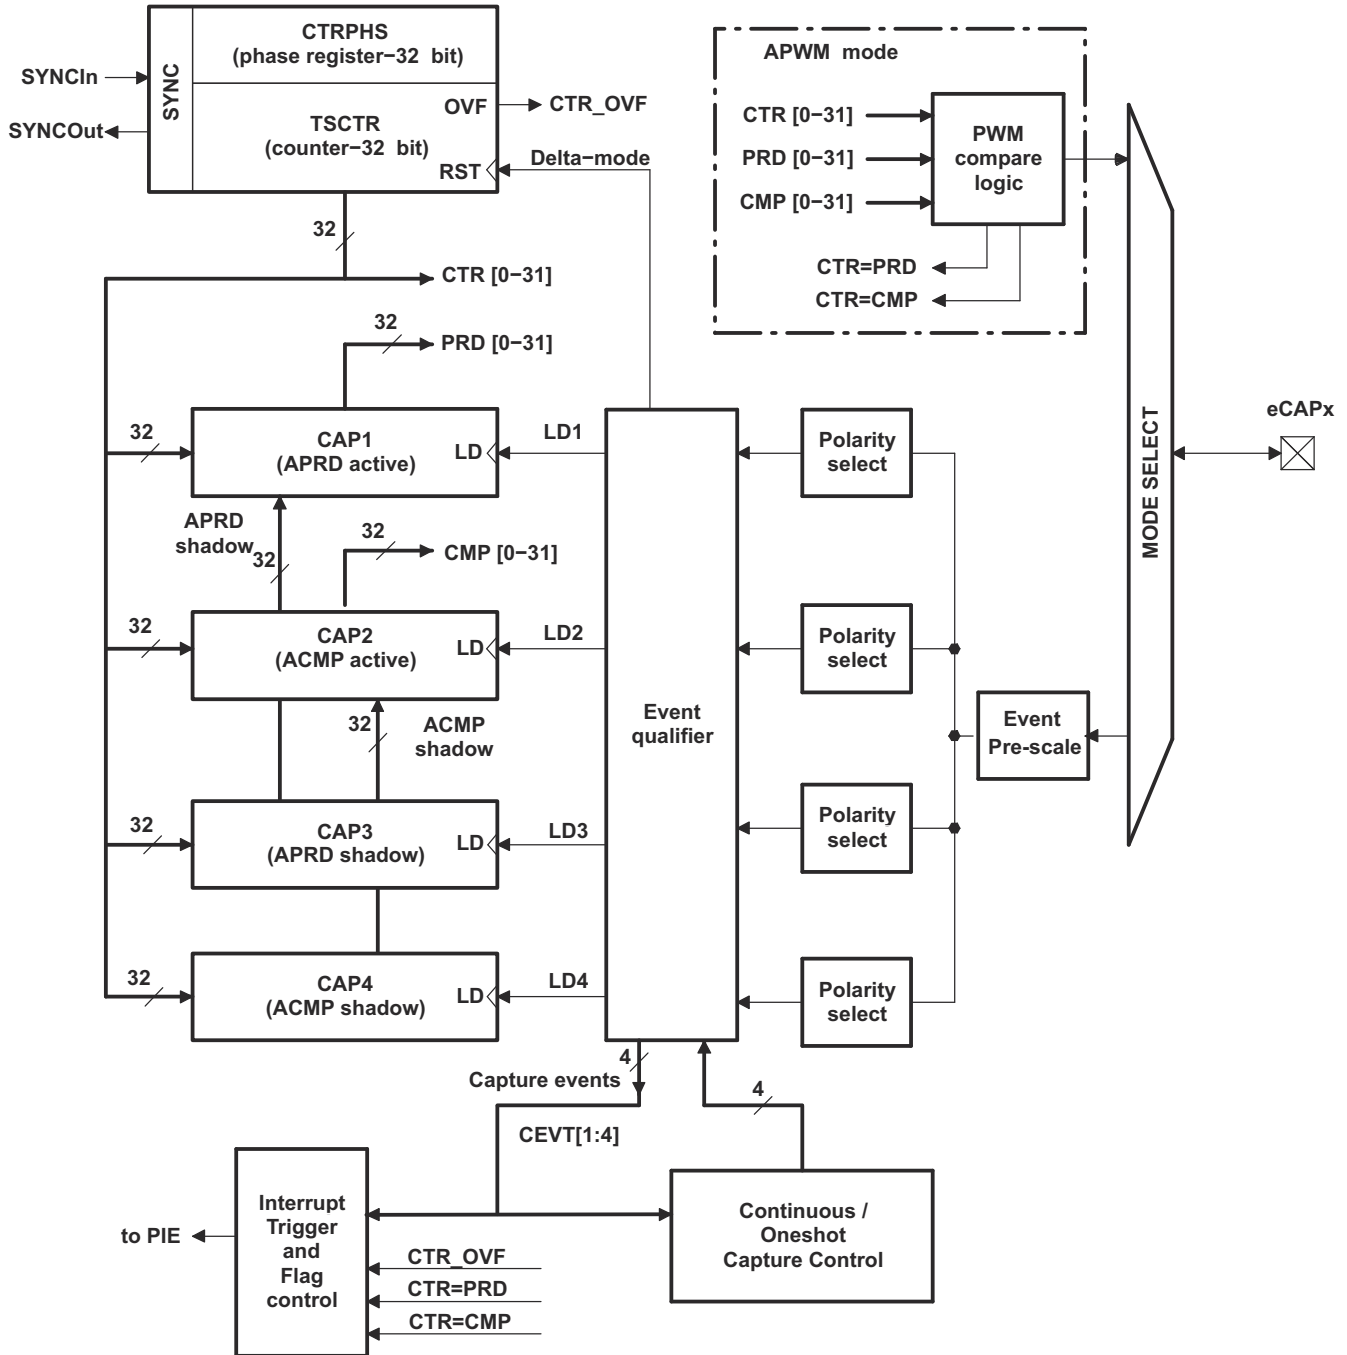 CTRPHS
(phase register−32 bit)
APWM mode
SYNCIn
SYNC
OVF
CTR_OVF
SYNCOut
TSCTR
(counter−32 bit)
RST
Delta−mode
CTR [0−31]
PRD [0−31]
CMP [0−31]
PWM
compare
logic
CTR=PRD
CTR=CMP
32
CTR [0−31]
32
PRD [0−31]
MODE SELECT
eCAPx
32
CAP1
(APRD active)
LD
LD1
Polarity
select
APRD
shadow
32
32
CMP [0−31]
32
CAP2
(ACMP active)
LD
LD2
Polarity
select
32
ACMP
shadow
Event
qualifier
Event
Pre-scale
32
CAP3
(APRD shadow)
LD
LD3
Polarity
select
32
CAP4
(ACMP shadow)
LD
LD4
Polarity
select
4
Capture events
4
CEVT[1:4]
to PIE
Interrupt
Trigger
and
Flag
control
Continuous /
Oneshot
Capture Control
CTR_OVF
CTR=PRD
CTR=CMP